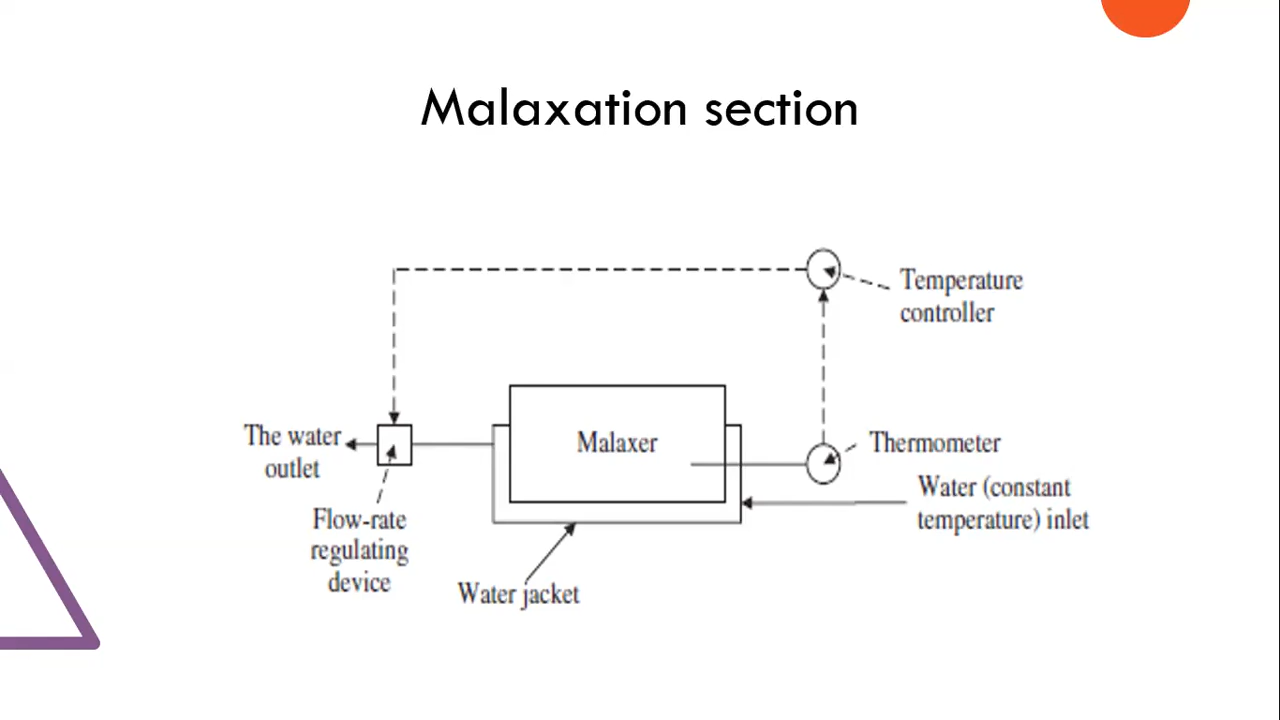 Malaxation section
Temperature
controller
The water
outlet
Malaxer
Thermometer
Water (constant
temperature) inlet
Flow-rate
regulating
device
Water jacket